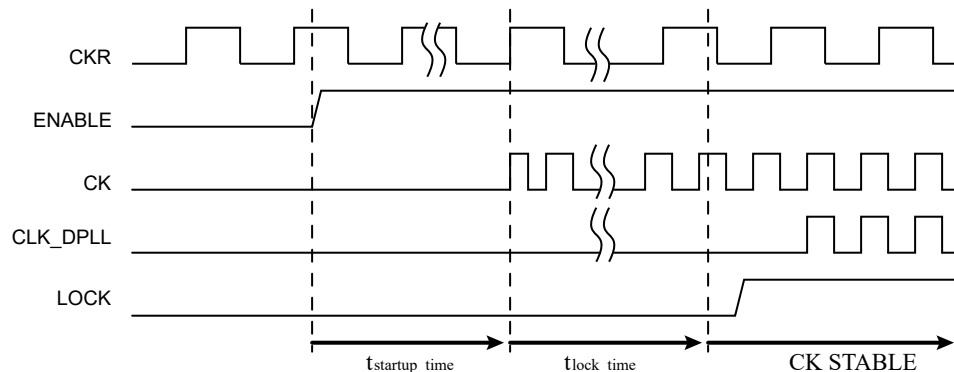 CKR
ENABLE
CK
CLK_DPLL
LOCK
tstartup_time tlock_time CK STABLE